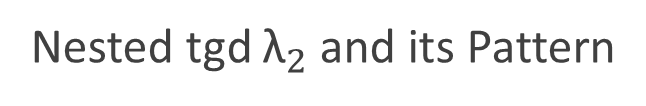 Nested tgd λ₂ and its Pattern